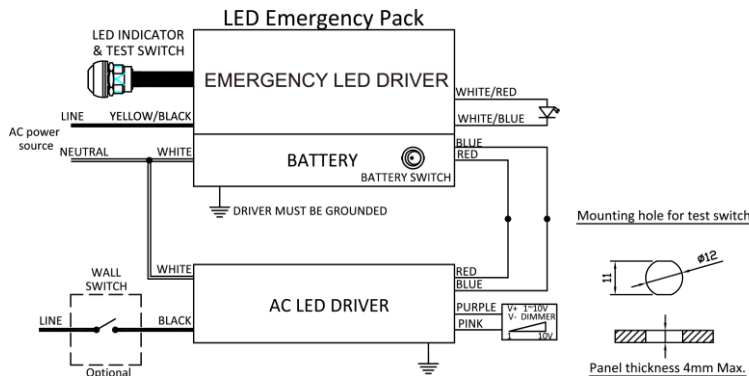 LED Emergency Pack
LED INDICATOR
& TEST SWITCH
EMERGENCY LED DRIVER
WHITE/RED
LINE
YELLOW/BLACK
WHITE/BLUE
AC power
source
NEUTRAL
WHITE
BATTERY
BLUE
RED
BATTERY SWITCH
DRIVER MUST BE GROUNDED
Mounting hole for test switch
WHITE
AC LED DRIVER
RED
BLUE
WALL
SWITCH
LINE
BLACK
Optional
PURPLE
PINK
V+ 1~10V
V- DIMMER
1 10V
11
ø12
Panel thickness 4mm Max.